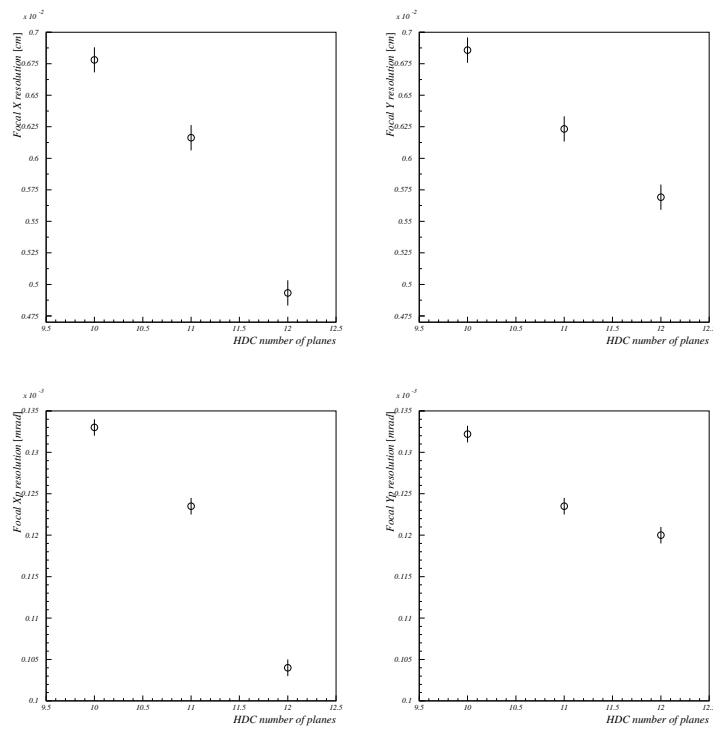 x 10 -2
Focal X resolution [cm]
0.7
0.675
0.65
0.625
0.6
0.575
0.55
0.525
0.5
0.475
9.5 10 10.5 11 11.5 12 12.5
HDC number of planes
x 10 -2
Focal Y resolution [cm]
0.7
0.675
0.65
0.625
0.6
0.575
0.55
0.525
0.5
0.475
9.5 10 10.5 11 11.5 12 12.5
HDC number of planes
x 10 -3
Focal Xp resolution [mrad]
0.135
0.13
0.125
0.12
0.115
0.11
0.105
0.1
9.5 10 10.5 11 11.5 12 12.5
HDC number of planes
x 10 -3
Focal Yp resolution [mrad]
0.135
0.13
0.125
0.12
0.115
0.11
0.105
0.1
9.5 10 10.5 11 11.5 12 12.5
HDC number of planes